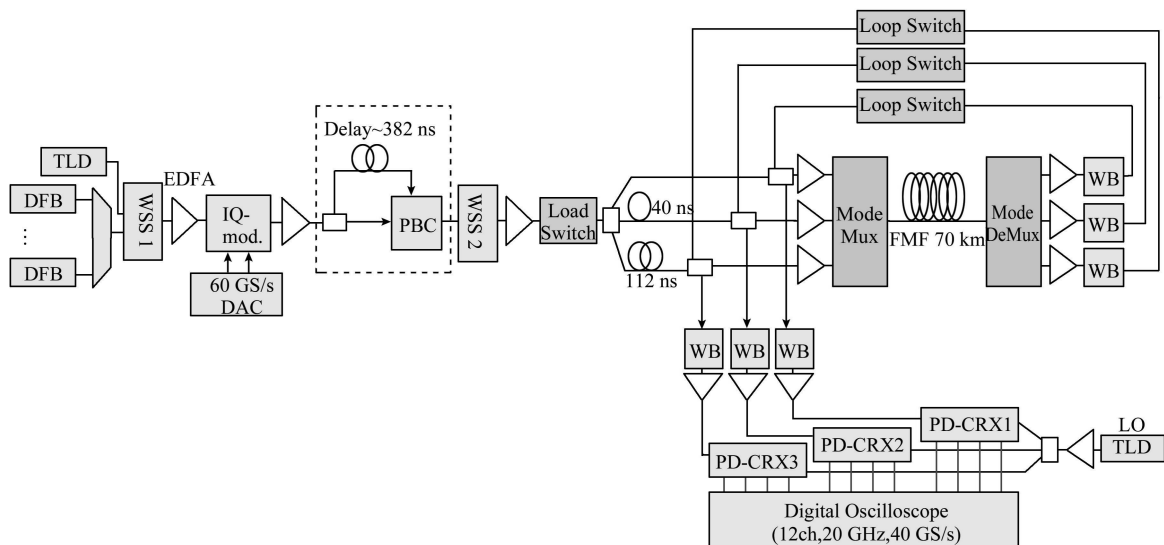 Loop Switch
Loop Switch
Loop Switch
Delay~382 ns
TLD
EDFA
DFB
WSS 1
IQ-
mod.
PBC
WSS 2
Load
Switch
40 ns
112 ns
Mode
Mux
FMF 70 km
Mode
DeMux
WB
WB
WB
...
DFB
60 GS/s
DAC
WB
WB
WB
PD-CRX1
PD-CRX2
PD-CRX3
LO
TLD
Digital Oscilloscope
(12ch,20 GHz,40 GS/s)